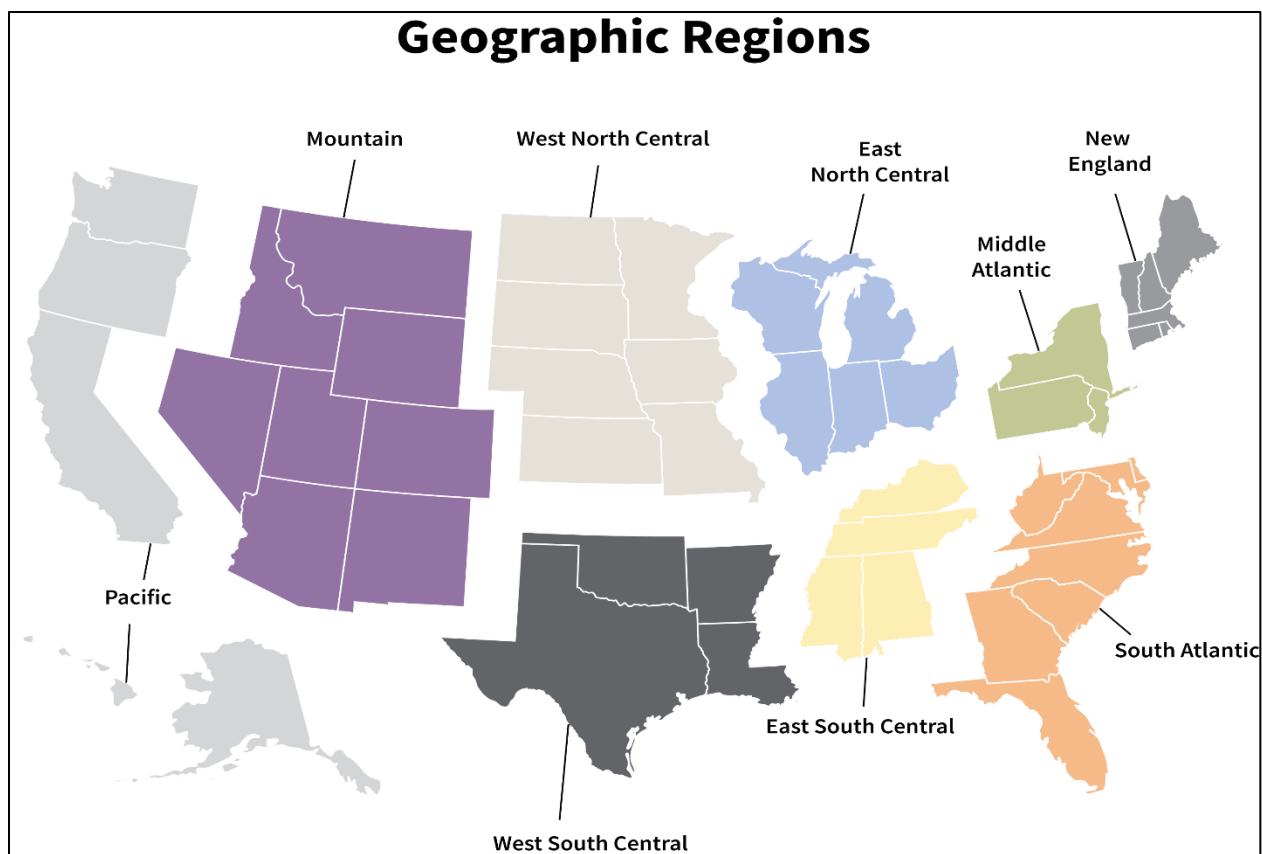 Geographic Regions
Mountain
West North Central
East
North Central
New
England
Middle
Atlantic
Pacific
South Atlantic
East South Central
West South Central